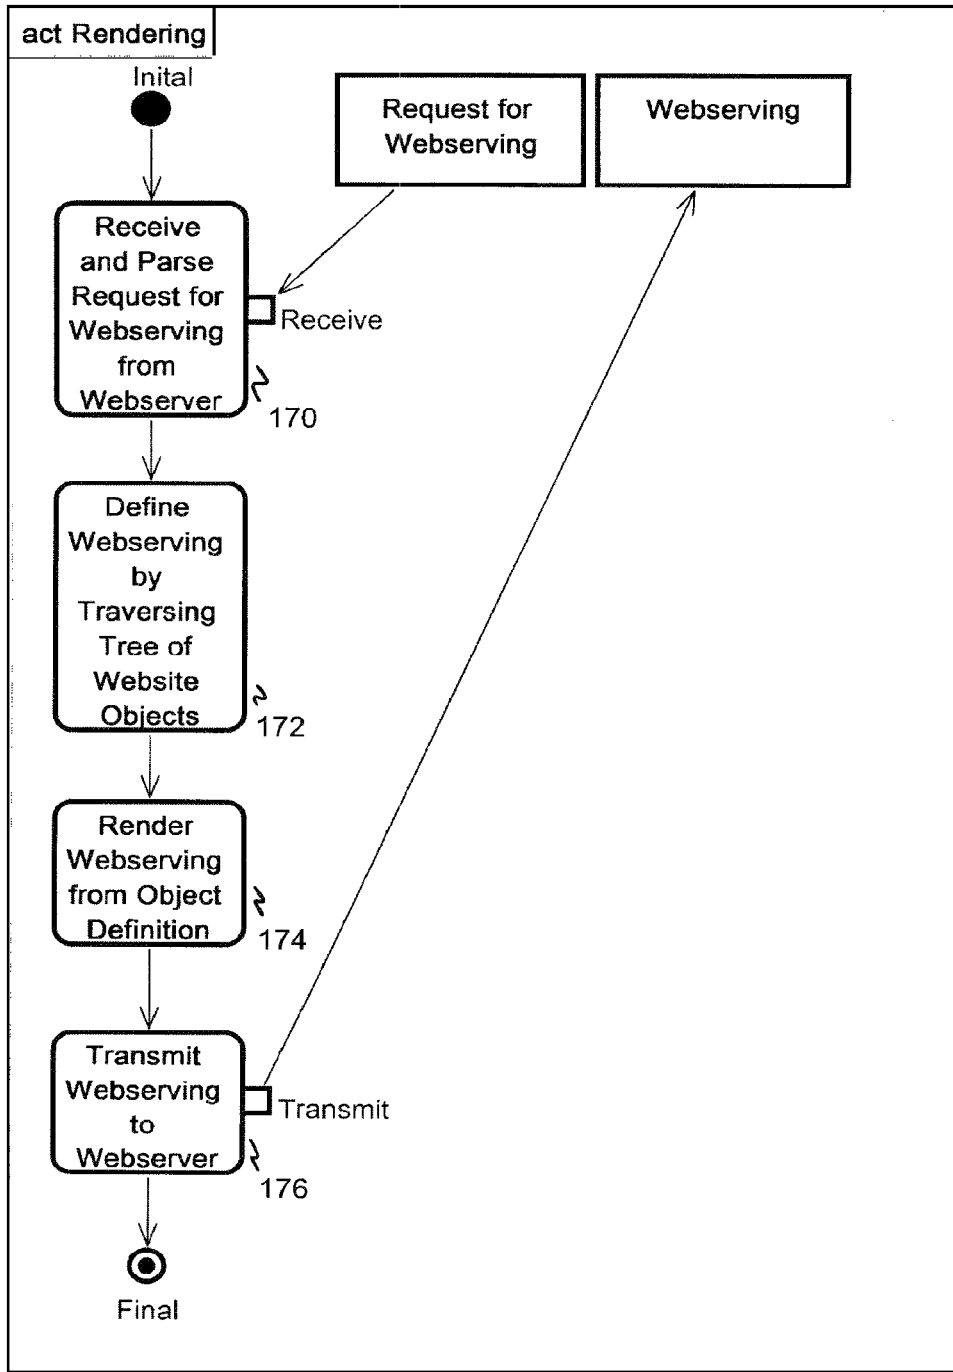 act Rendering
Inital
Request for
Webserving
Webserving
Receive
and Parse
Request for
Webserving
from
Webserver
Receive
170
Define
Webserving
by
Traversing
Tree of
Website
Objects
172
Render
Webserving
from Object
Definition
174
Transmit
Webserving
to
Webserver
Transmit
176
Final